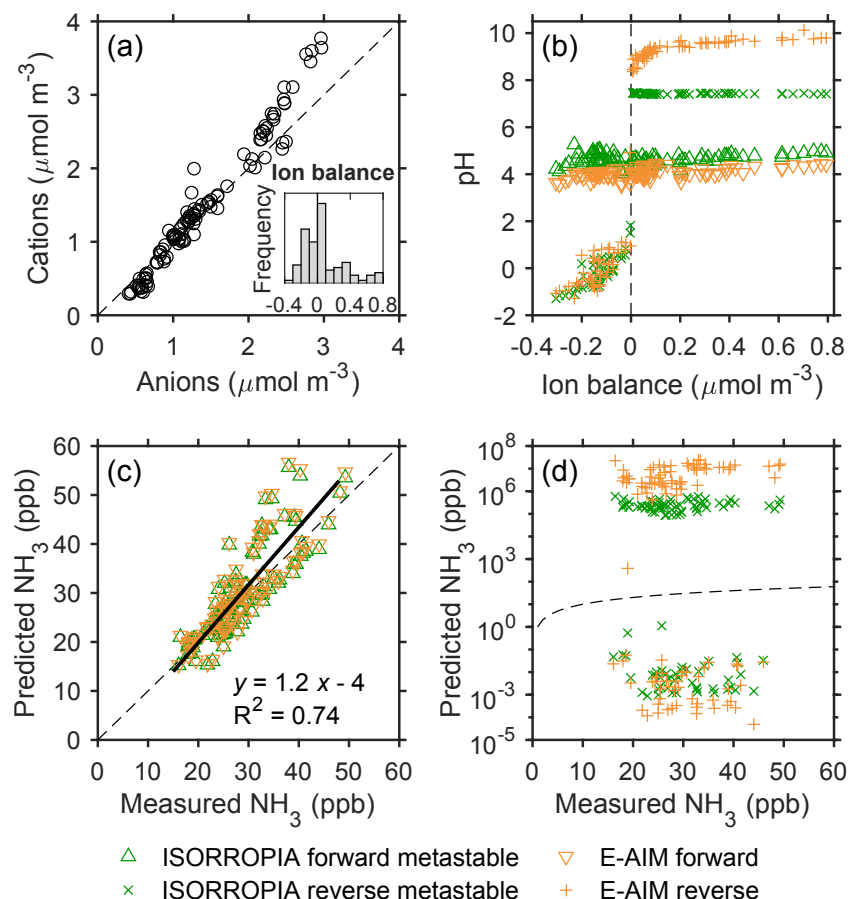 (a)
Cations (μmol m⁻³)
4
3
2
1
0
0 1 2 3 4
Anions (μmol m⁻³)
Ion balance
Frequency
-0.4 0 0.4 0.8
(b)
pH
10
8
6
4
2
0
-2
-0.4 -0.2 0 0.2 0.4 0.6 0.8
Ion balance (μmol m⁻³)
(c)
Predicted NH₃ (ppb)
60
50
40
30
20
10
0
y = 1.2 x - 4
R² = 0.74
0 10 20 30 40 50 60
Measured NH₃ (ppb)
(d)
Predicted NH₃ (ppb)
10⁸
10⁶
10⁴
10²
10⁰
10⁻³
10⁻⁵
0 10 20 30 40 50 60
Measured NH₃ (ppb)
ISORROPIA forward metastable
E-AIM forward
ISORROPIA reverse metastable
E-AIM reverse